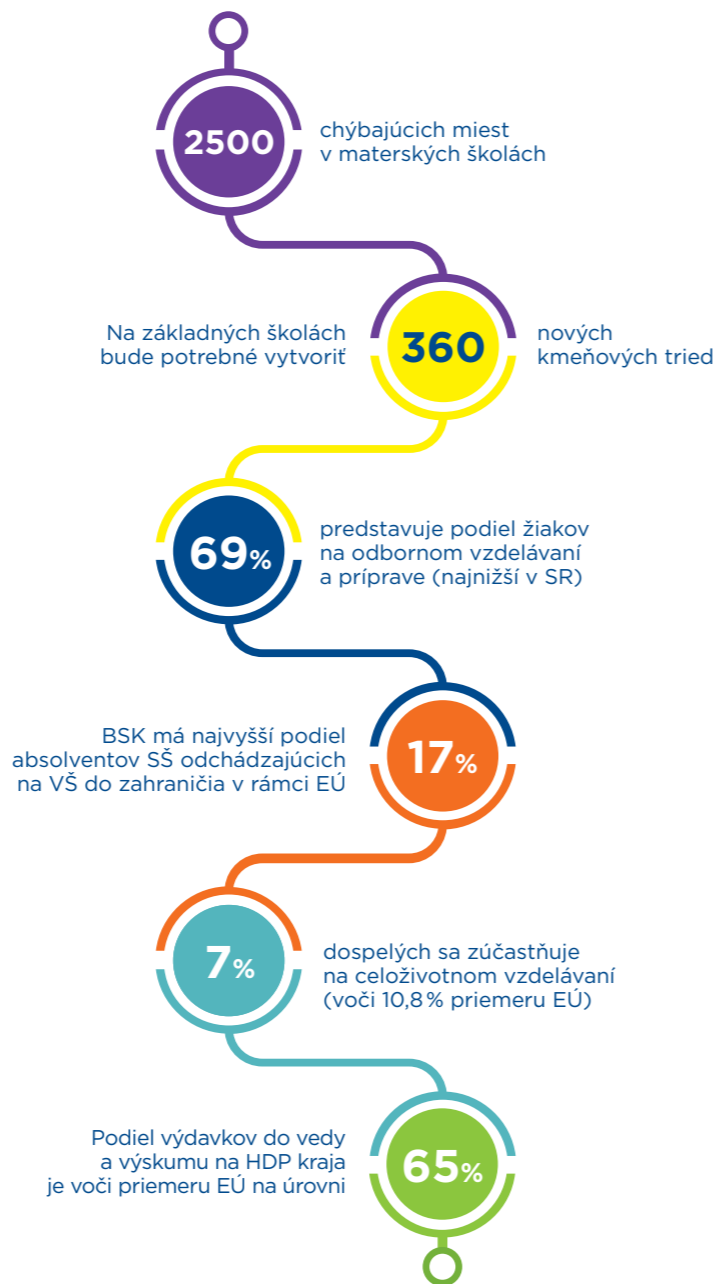 2500
chýbajúcich miest
v materských školách
Na základných školách
bude potrebné vytvoriť
360
nových
kmeňových tried
69%
predstavuje podiel žiakov
na odbornom vzdelávaní
a príprave (najnižší v SR)
BSK má najvyšší podiel
absolventov SŠ odchádzajúcich
na VŠ do zahraničia v rámci EÚ
17%
7%
dospelých sa zúčastňuje
na celoživotnom vzdelávaní
(voči 10,8 % priemeru EÚ)
Podiel výdavkov do vedy
a výskumu na HDP kraja
je voči priemeru EÚ na úrovni
65%